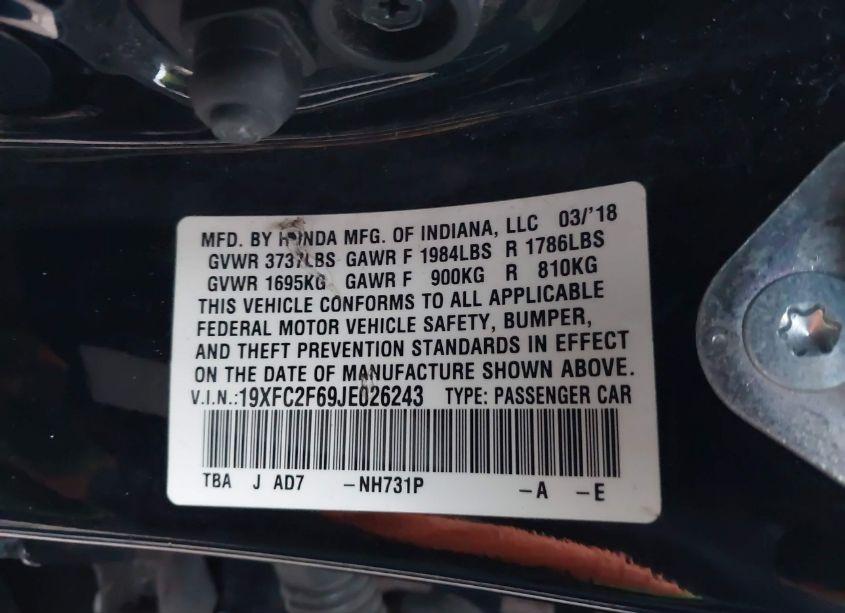 MFD. BY HONDA MFG. OF INDIANA, LLC 03/'18
GVWR 3737LBS GAWR F 1984LBS R 1786LBS
GVWR 1695KG GAWR F 900KG R 810KG
THIS VEHICLE CONFORMS TO ALL APPLICABLE
FEDERAL MOTOR VEHICLE SAFETY, BUMPER,
AND THEFT PREVENTION STANDARDS IN EFFECT
ON THE DATE OF MANUFACTURE SHOWN ABOVE.
V.I.N.:19XFC2F69JE026243 TYPE: PASSENGER CAR
TBA J AD7 -NH731P -A -E